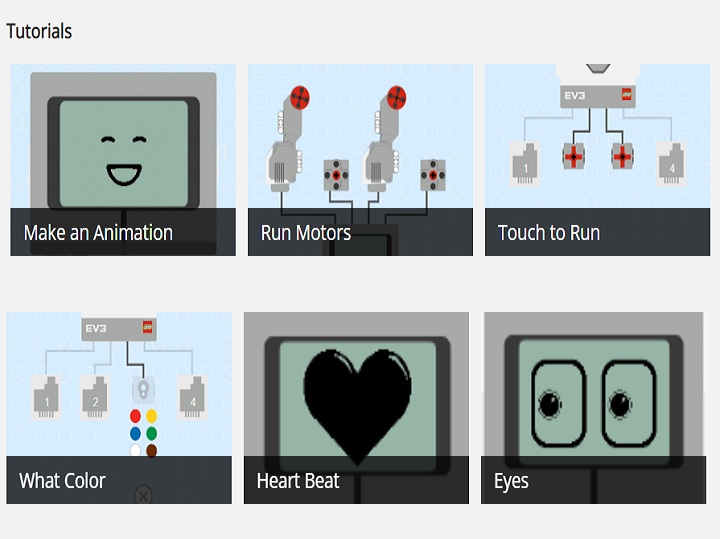 Tutorials
EV3
1
4
Make an Animation
Run Motors
Touch to Run
EV3
1
2
4
What Color
Heart Beat
Eyes